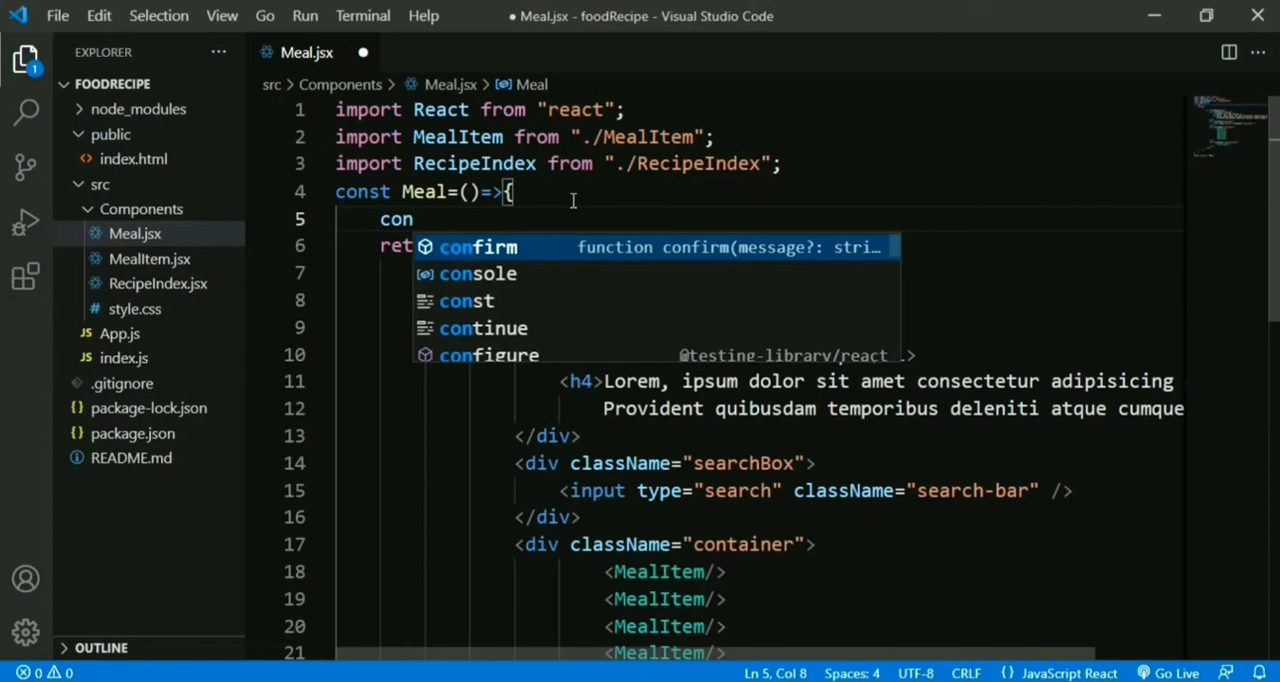 File Edit Selection View Go Run Terminal Help
● Meal.jsx - foodRecipe - Visual Studio Code
EXPLORER ···
Meal.jsx ●
FOODRECIPE
node_modules
public
index.html
src
Components
Meal.jsx
MealItem.jsx
RecipeIndex.jsx
# style.css
JS App.js
JS index.js
.gitignore
{} package-lock.json
{} package.json
README.md
OUTLINE
1
src > Components > Meal.jsx > Meal
1 import React from "react";
2 import MealItem from "./MealItem";
3 import RecipeIndex from "./RecipeIndex";
4 const Meal=()=>{
5 con
6 ret
confirm function confirm(message?: stri…
console
const
continue
configure @testing-library/react
7
8
9
10 >
11 <h4>Lorem, ipsum dolor sit amet consectetur adipisicing
12 Provident quibusdam temporibus deleniti atque cumque
13 </div>
14 <div className="searchBox">
15 <input type="search" className="search-bar" />
16 </div>
17 <div className="container">
18 <MealItem/>
19 <MealItem/>
20 <MealItem/>
21 <MealItem/>
0 0 Ln 5, Col 8 Spaces: 4 UTF-8 CRLF {} JavaScript React Go Live